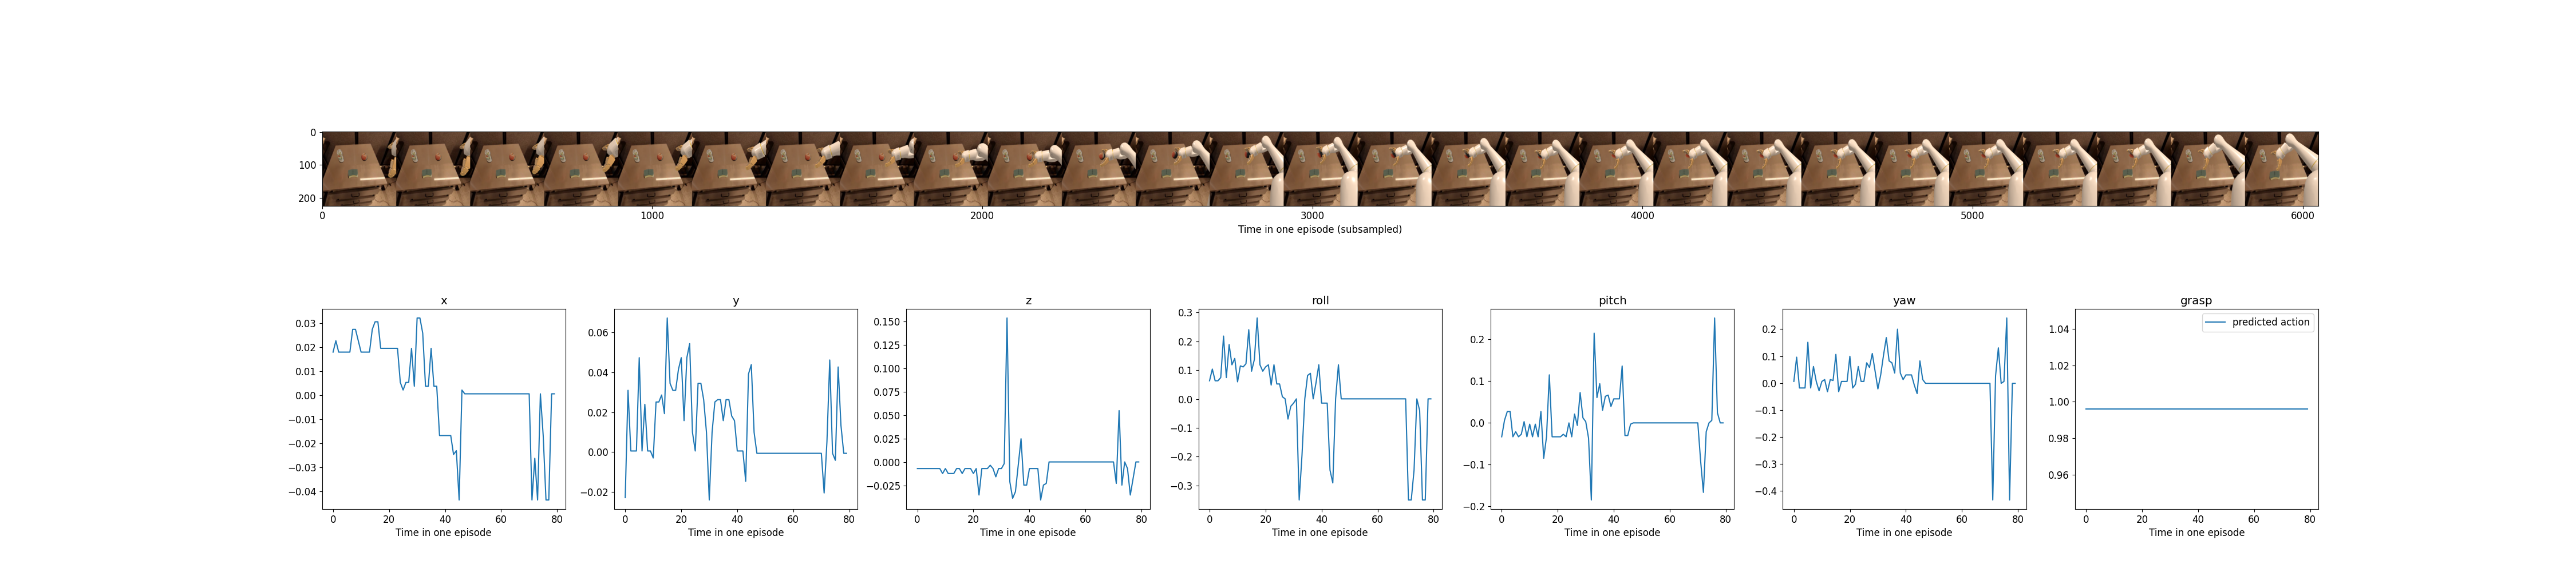 0
100
200
0 1000 2000 3000 4000 5000 6000
Time in one episode (subsampled)
x
0.03
0.02
0.01
0.00
−0.01
−0.02
−0.03
−0.04
0 20 40 60 80
Time in one episode
y
0.06
0.04
0.02
0.00
−0.02
0 20 40 60 80
Time in one episode
z
0.150
0.125
0.100
0.075
0.050
0.025
0.000
−0.025
0 20 40 60 80
Time in one episode
roll
0.3
0.2
0.1
0.0
−0.1
−0.2
−0.3
0 20 40 60 80
Time in one episode
pitch
0.2
0.1
0.0
−0.1
−0.2
0 20 40 60 80
Time in one episode
yaw
0.2
0.1
0.0
−0.1
−0.2
−0.3
−0.4
0 20 40 60 80
Time in one episode
grasp
predicted action
1.04
1.02
1.00
0.98
0.96
0 20 40 60 80
Time in one episode